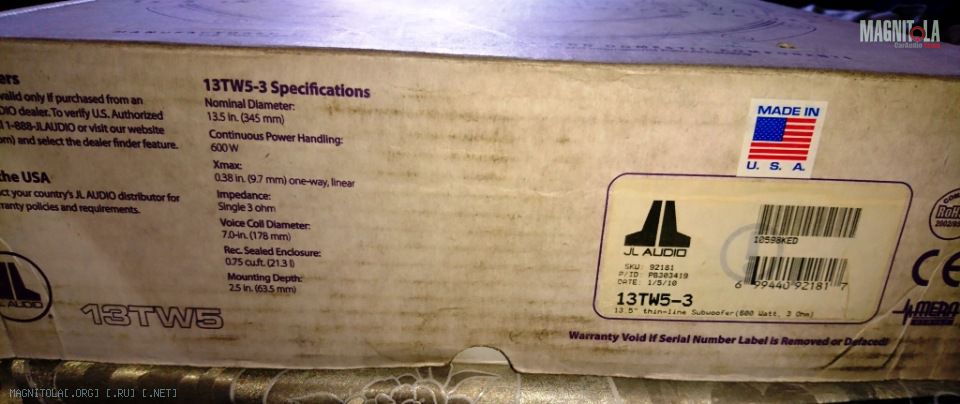 MAGNITOLA
CarAudio
ers
valid only if purchased from an
DIO dealer. To verify U.S. Authorized
l 1-888-JLAUDIO or visit our website
om) and select the dealer finder feature.
the USA
act your country's JL AUDIO distributor for
rranty policies and requirements.
JL AUDIO
13TW5
13TW5-3 Specifications
Nominal Diameter:
13.5 in. (345 mm)
Continuous Power Handling:
600 W
Xmax:
0.38 in. (9.7 mm) one-way, linear
Impedance:
Single 3 ohm
Voice Coil Diameter:
7.0-in. (178 mm)
Rec. Sealed Enclosure:
0.75 cu.ft. (21.3 l)
Mounting Depth:
2.5 in. (63.5 mm)
MADE IN
U. S. A.
JL AUDIO
SKU: 92181
P/ID: PB303419
DATE: 1/5/10
10598KED
6 99440 92181 7
13TW5-3
13.5" thin-line Subwoofer(600 Watt, 3 Ohm)
RoHS
CE
MERA
Warranty Void If Serial Number Label is Removed or Defaced!
MAGNITOLA[.ORG] [.RU] [.NET]